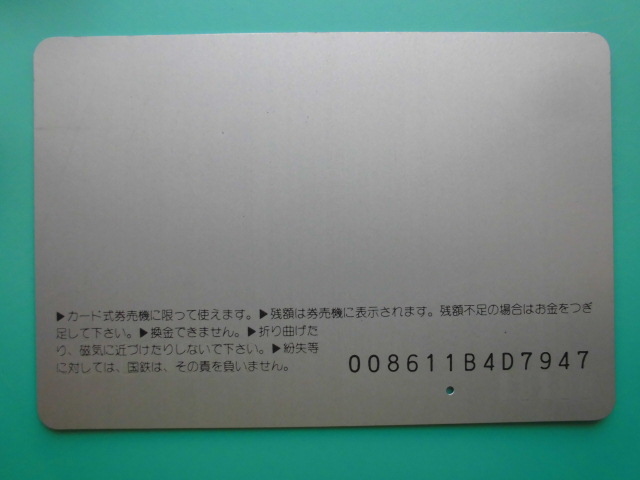 ▶カード式券売機に限って使えます。▶残額は券売機に表示されます。残額不足の場合はお金をつぎ
足して下さい。▶換金できません。▶折り曲げた
り、磁気に近づけたりしないで下さい。▶紛失等
に対しては、国鉄は、その責を負いません。
008611B4D7947